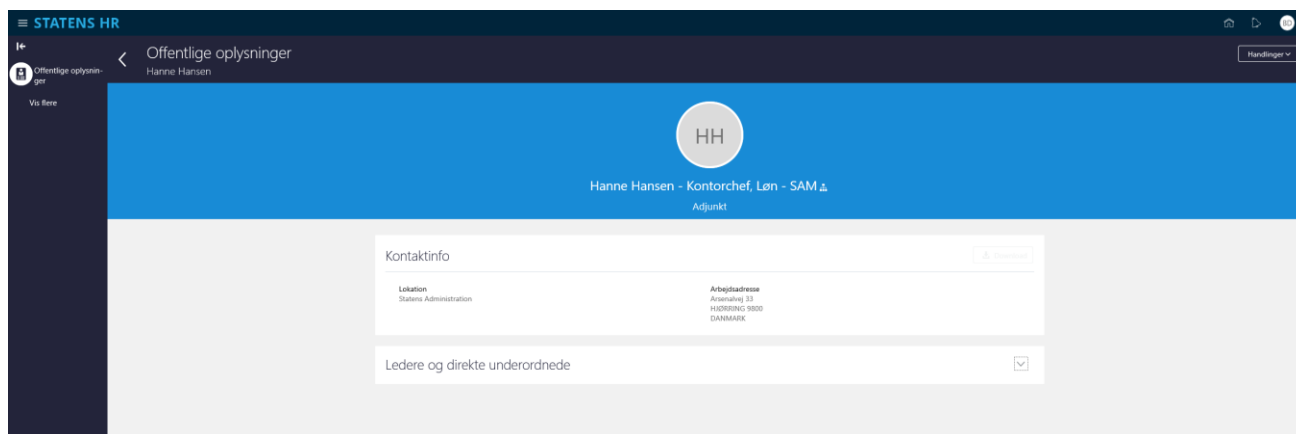 STATENS HR
BD
Offentlige oplysnin-
ger
Vis flere
Offentlige oplysninger
Hanne Hansen
Handlinger
HH
Hanne Hansen - Kontorchef, Løn - SAM
Adjunkt
Kontaktinfo
Lokation
Statens Administration
Arbejdsadresse
Arsenalvej 33
HJØRRING 9800
DANMARK
Ledere og direkte underordnede